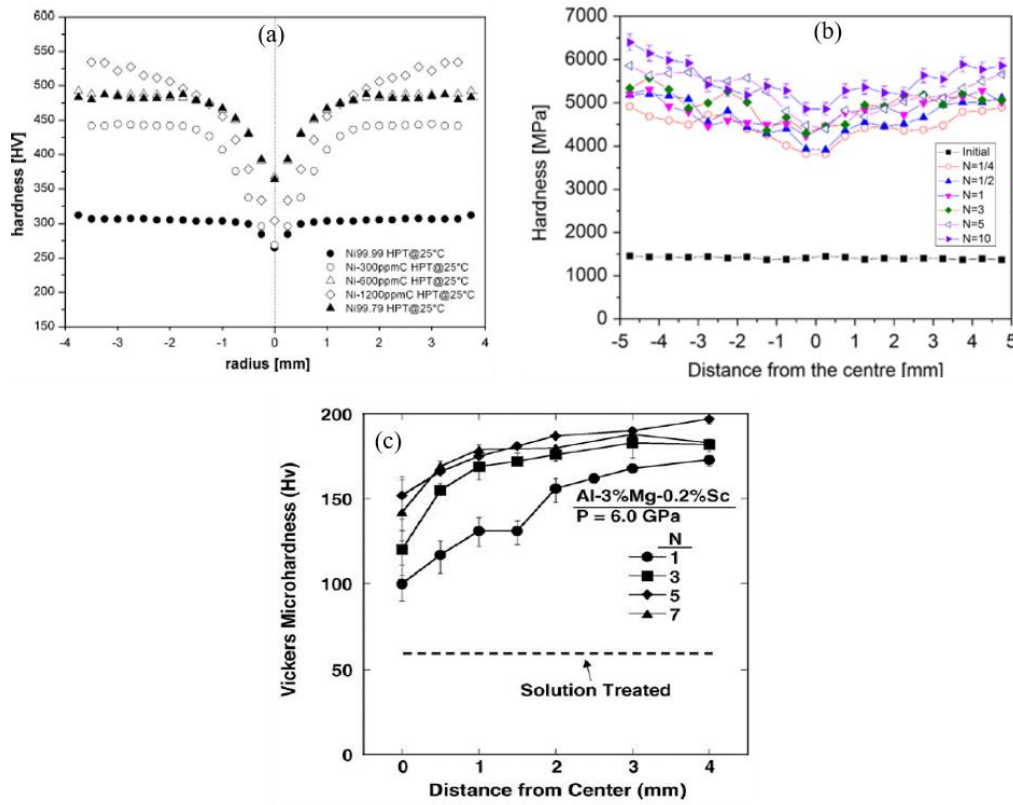 (a)
hardness [HV]
600
550
500
450
400
350
300
250
200
150
Ni99.99 HPT@25°C
Ni-300ppmC HPT@25°C
Ni-600ppmC HPT@25°C
Ni-1200ppmC HPT@25°C
Ni99.79 HPT@25°C
-4 -3 -2 -1 0 1 2 3 4
radius [mm]
(b)
Hardness [MPa]
7000
6000
5000
4000
3000
2000
1000
0
Initial
N=1/4
N=1/2
N=1
N=3
N=5
N=10
-5 -4 -3 -2 -1 0 1 2 3 4 5
Distance from the centre [mm]
(c)
Vickers Microhardness (Hv)
200
150
100
50
0
Al-3%Mg-0.2%Sc
P = 6.0 GPa
N
1
3
5
7
Solution Treated
0 1 2 3 4
Distance from Center (mm)